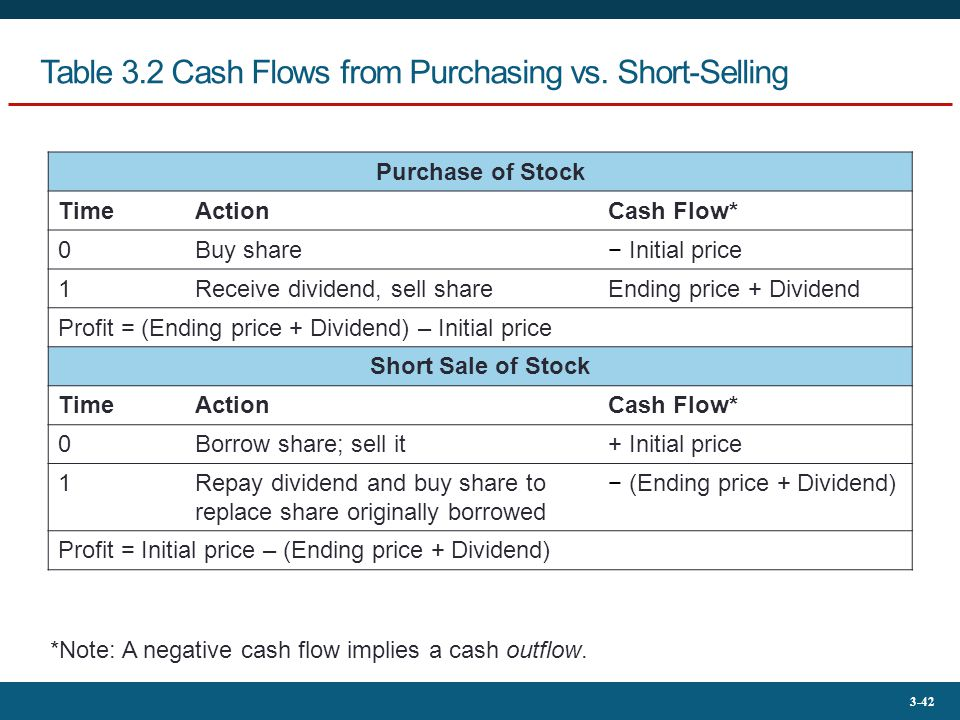 Table 3.2 Cash Flows from Purchasing vs. Short-Selling
Purchase of Stock
Time Action Cash Flow*
0 Buy share − Initial price
1 Receive dividend, sell share Ending price + Dividend
Profit = (Ending price + Dividend) – Initial price
Short Sale of Stock
Time Action Cash Flow*
0 Borrow share; sell it + Initial price
1 Repay dividend and buy share to − (Ending price + Dividend)
replace share originally borrowed
Profit = Initial price – (Ending price + Dividend)
*Note: A negative cash flow implies a cash outflow.
3-42